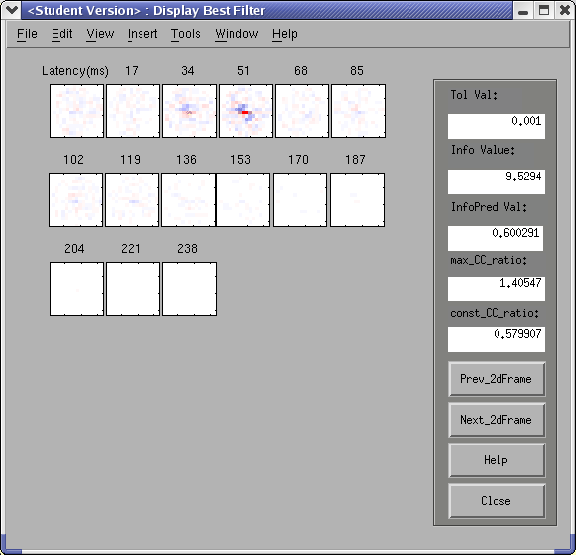 <Student Version> : Display Best Filter
File Edit View Insert Tools Window Help
Latency(ms) 17 34 51 68 85
102 119 136 153 170 187
204 221 238
Tol Val:
0.001
Info Value:
9.5294
InfoPred Val:
0.600291
max_CC_ratio:
1.40547
const_CC_ratio:
0.579907
Prev_2dFrame
Next_2dFrame
Help
Close